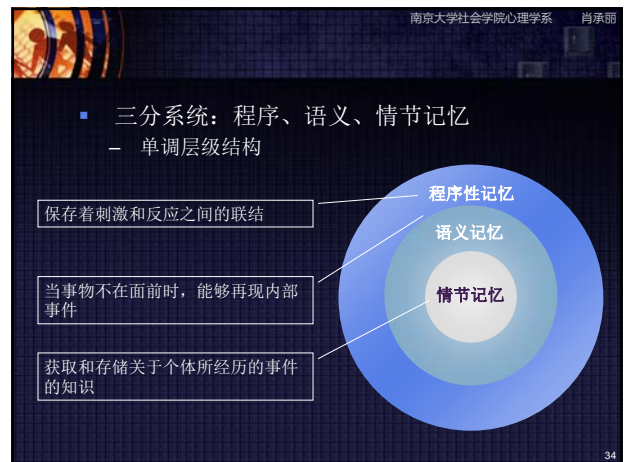 南京大学社会学院心理学系 肖承丽
▪ 三分系统：程序、语义、情节记忆
– 单调层级结构
程序性记忆
保存着刺激和反应之间的联结
语义记忆
当事物不在面前时，能够再现内部
事件
情节记忆
获取和存储关于个体所经历的事件
的知识
34